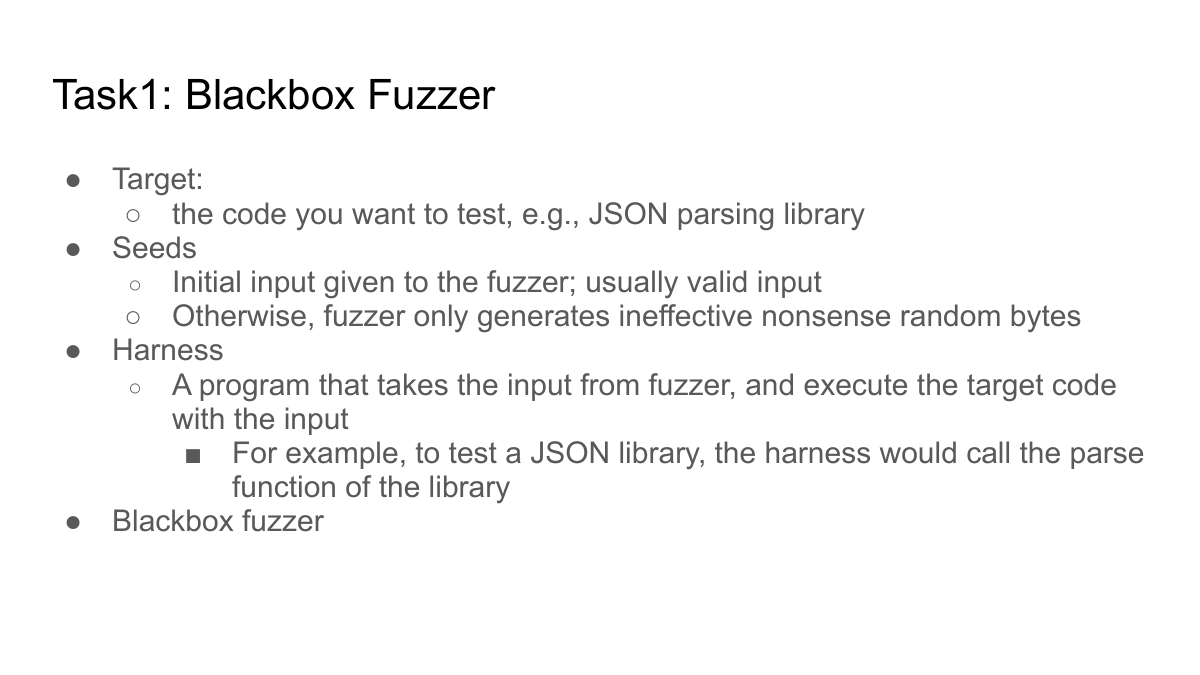 Task1: Blackbox Fuzzer
● Target:
○ the code you want to test, e.g., JSON parsing library
● Seeds
○ Initial input given to the fuzzer; usually valid input
○ Otherwise, fuzzer only generates ineffective nonsense random bytes
● Harness
○ A program that takes the input from fuzzer, and execute the target code
with the input
■ For example, to test a JSON library, the harness would call the parse
function of the library
● Blackbox fuzzer